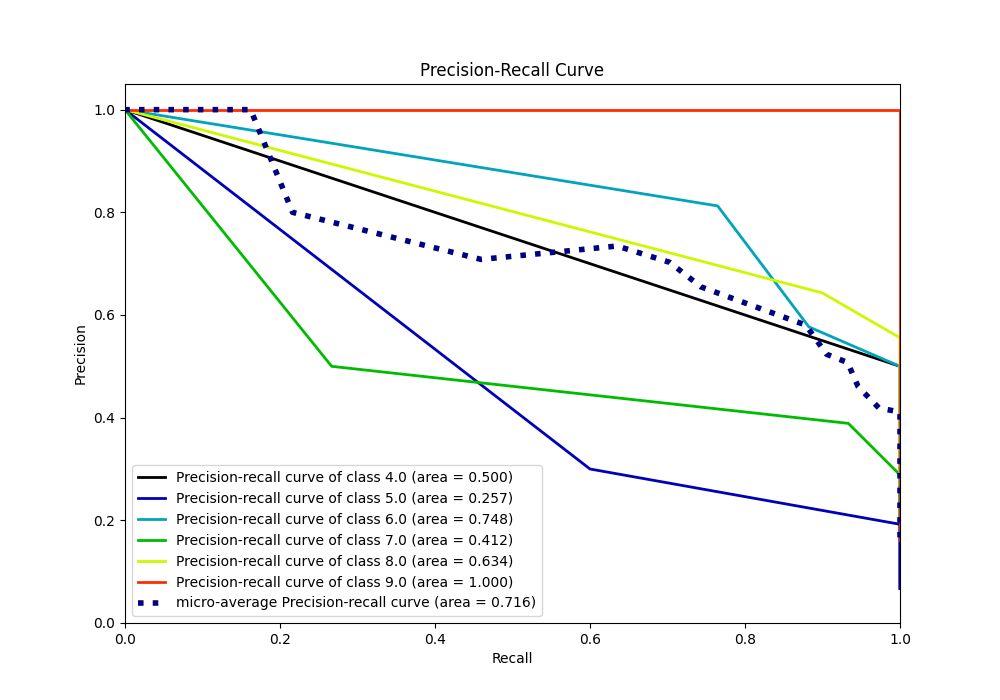 Precision-Recall Curve
1.0
0.8
0.6
0.4
0.2
0.0
Precision
Precision-recall curve of class 4.0 (area = 0.500)
Precision-recall curve of class 5.0 (area = 0.257)
Precision-recall curve of class 6.0 (area = 0.748)
Precision-recall curve of class 7.0 (area = 0.412)
Precision-recall curve of class 8.0 (area = 0.634)
Precision-recall curve of class 9.0 (area = 1.000)
micro-average Precision-recall curve (area = 0.716)
0.0 0.2 0.4 0.6 0.8 1.0
Recall